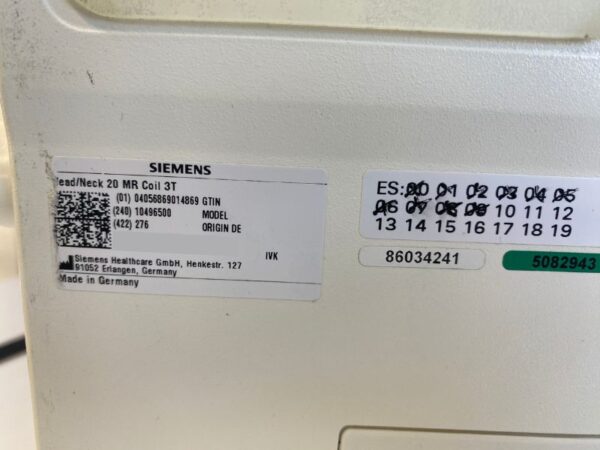 SIEMENS
Head/Neck 20 MR Coil 3T
(01) 04056869014869 GTIN
(240) 10496500 MODEL
(422) 276 ORIGIN DE
IVK
Siemens Healthcare GmbH, Henkestr. 127
91052 Erlangen, Germany
Made in Germany
ES: 00 01 02 03 04 05
06 07 08 09 10 11 12
13 14 15 16 17 18 19
86034241
5082943